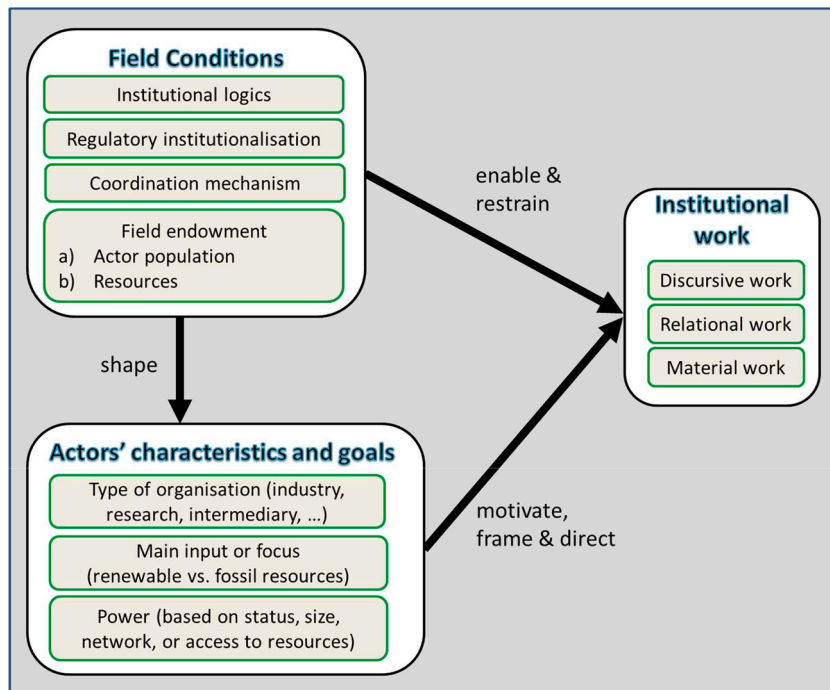 Field Conditions
Institutional logics
Regulatory institutionalisation
Coordination mechanism
Field endowment
a) Actor population
b) Resources
enable &
restrain
Institutional
work
Discursive work
Relational work
Material work
shape
Actors’ characteristics and goals
Type of organisation (industry,
research, intermediary, ...)
Main input or focus
(renewable vs. fossil resources)
Power (based on status, size,
network, or access to resources)
motivate,
frame & direct